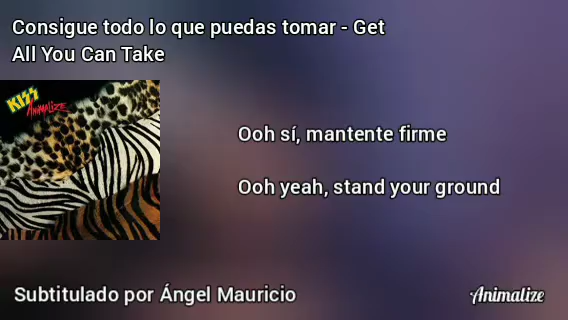 Consigue todo lo que puedas tomar - Get
All You Can Take
KISS
ANIMALIZE
Ooh sí, mantente firme
Ooh yeah, stand your ground
Subtitulado por Ángel Mauricio
Animalize